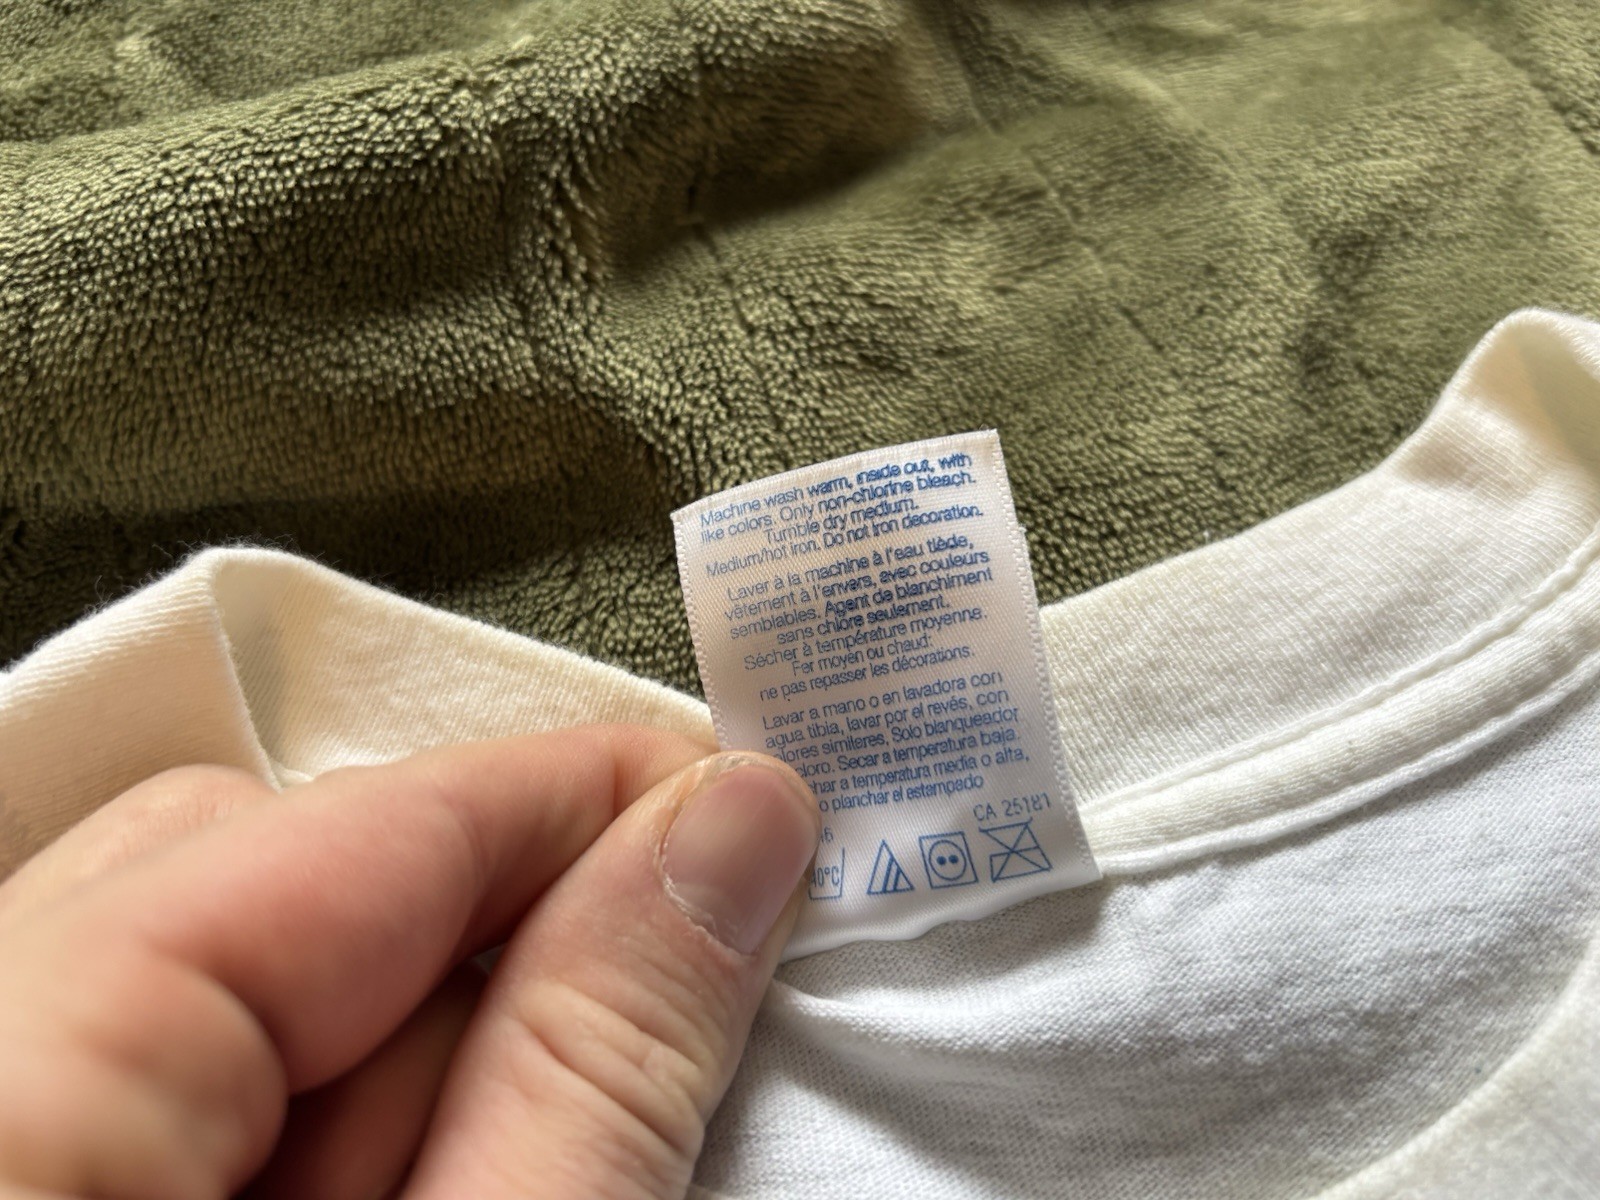 Machine wash warm, inside out, with
like colors. Only non-chlorine bleach.
Tumble dry medium.
Medium/hot iron. Do not iron decoration.
Laver à la machine à l'eau tiède,
vêtement à l'envers, avec couleurs
semblables. Agent de blanchiment
sans chlore seulement.
Sécher à température moyenne.
Fer moyen ou chaud:
ne pas repasser les décorations.
Lavar a mano o en lavadora con
agua tibia, lavar por el revés, con
olores similares, Solo blanqueador
cloro. Secar a temperatura baja.
har a temperatura media o alta,
o planchar el estampado
CA 25181
6
40°C